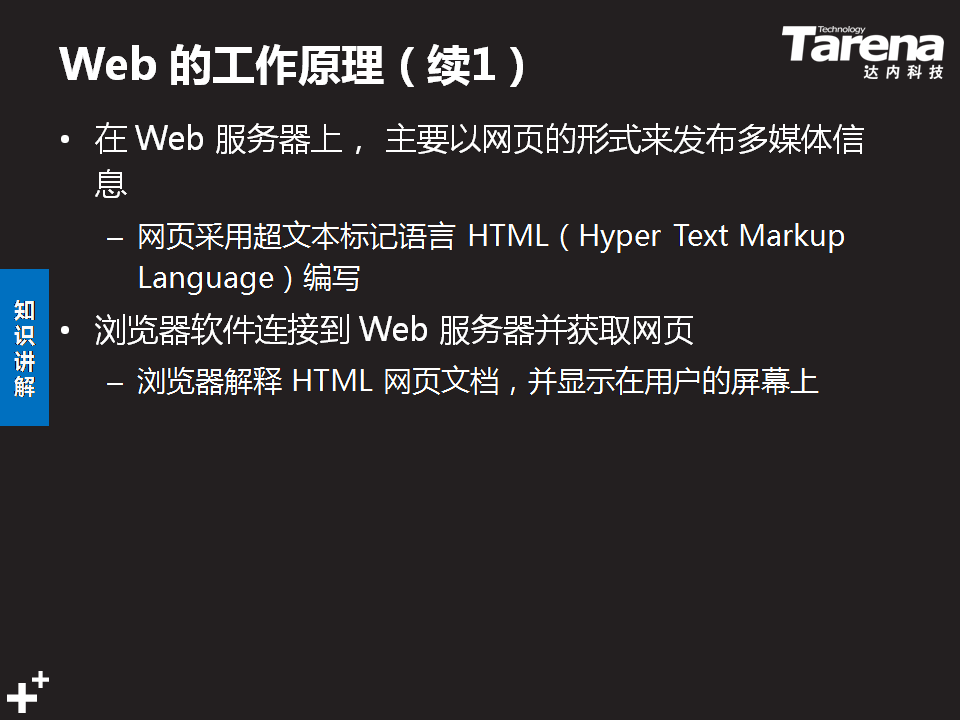 Web 的工作原理（续1）
Technology
Tarena
达内科技
• 在 Web 服务器上， 主要以网页的形式来发布多媒体信
息
– 网页采用超文本标记语言 HTML（Hyper Text Markup
Language）编写
• 浏览器软件连接到 Web 服务器并获取网页
– 浏览器解释 HTML 网页文档，并显示在用户的屏幕上
知识讲解